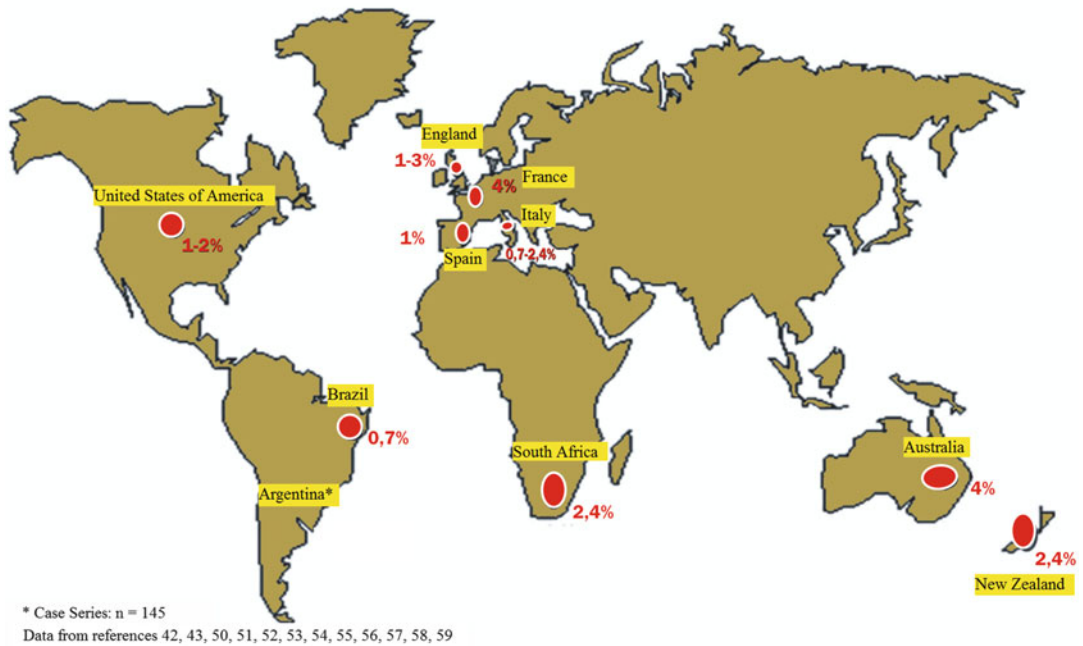 England
1-3%
4%
France
United States of America
1-2%
Italy
1%
0,7-2,4%
Spain
Brazil
0,7%
South Africa
2,4%
Australia
4%
Argentina*
2,4%
New Zealand
* Case Series: n = 145
Data from references 42, 43, 50, 51, 52, 53, 54, 55, 56, 57, 58, 59